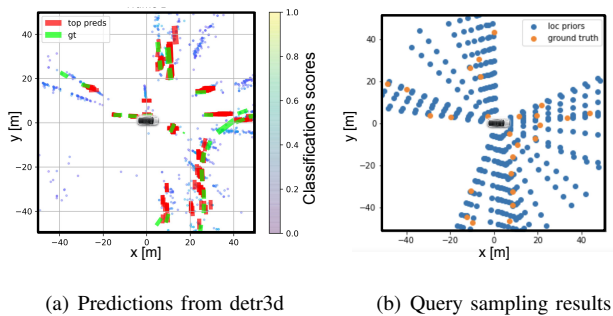 top preds
gt
40
20
0
−20
−40
y [m]
−40
−20
0
20
40
x [m]
1.0
0.8
0.6
0.4
0.2
0.0
Classifications scores
loc priors
ground truth
40
20
0
−20
−40
y [m]
−40
−20
0
20
40
x [m]
(a) Predictions from detr3d
(b) Query sampling results